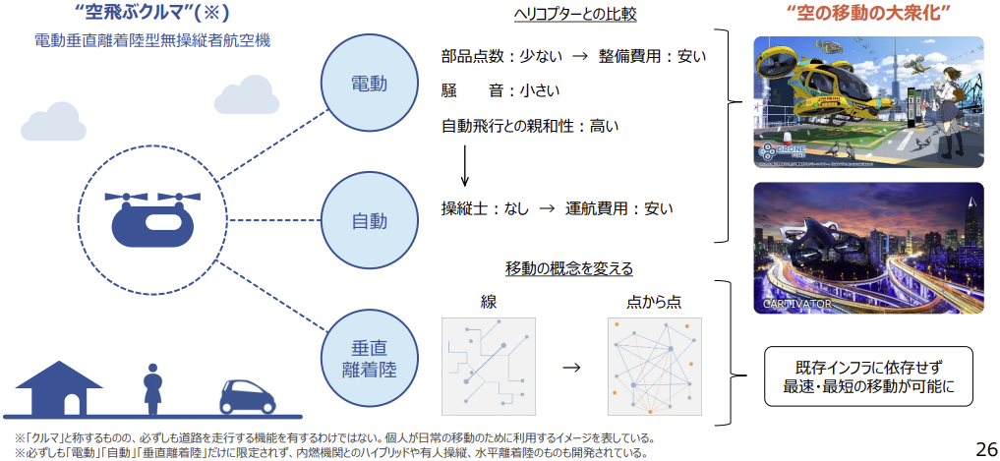 “空飛ぶクルマ”(※)
電動垂直離着陸型無操縦者航空機
電動
自動
垂直
離着陸
ヘリコプターとの比較
部品点数：少ない → 整備費用：安い
騒　　音：小さい
自動飛行との親和性：高い
操縦士：なし → 運航費用：安い
移動の概念を変える
線
→
点から点
“空の移動の大衆化”
DRONE
FUND
CARTIVATOR
既存インフラに依存せず
最速・最短の移動が可能に
※「クルマ」と称するものの、必ずしも道路を走行する機能を有するわけではない。個人が日常の移動のために利用するイメージを表している。
※必ずしも「電動」「自動」「垂直離着陸」だけに限定されず、内燃機関とのハイブリッドや有人操縦、水平離着陸のものも開発されている。
26